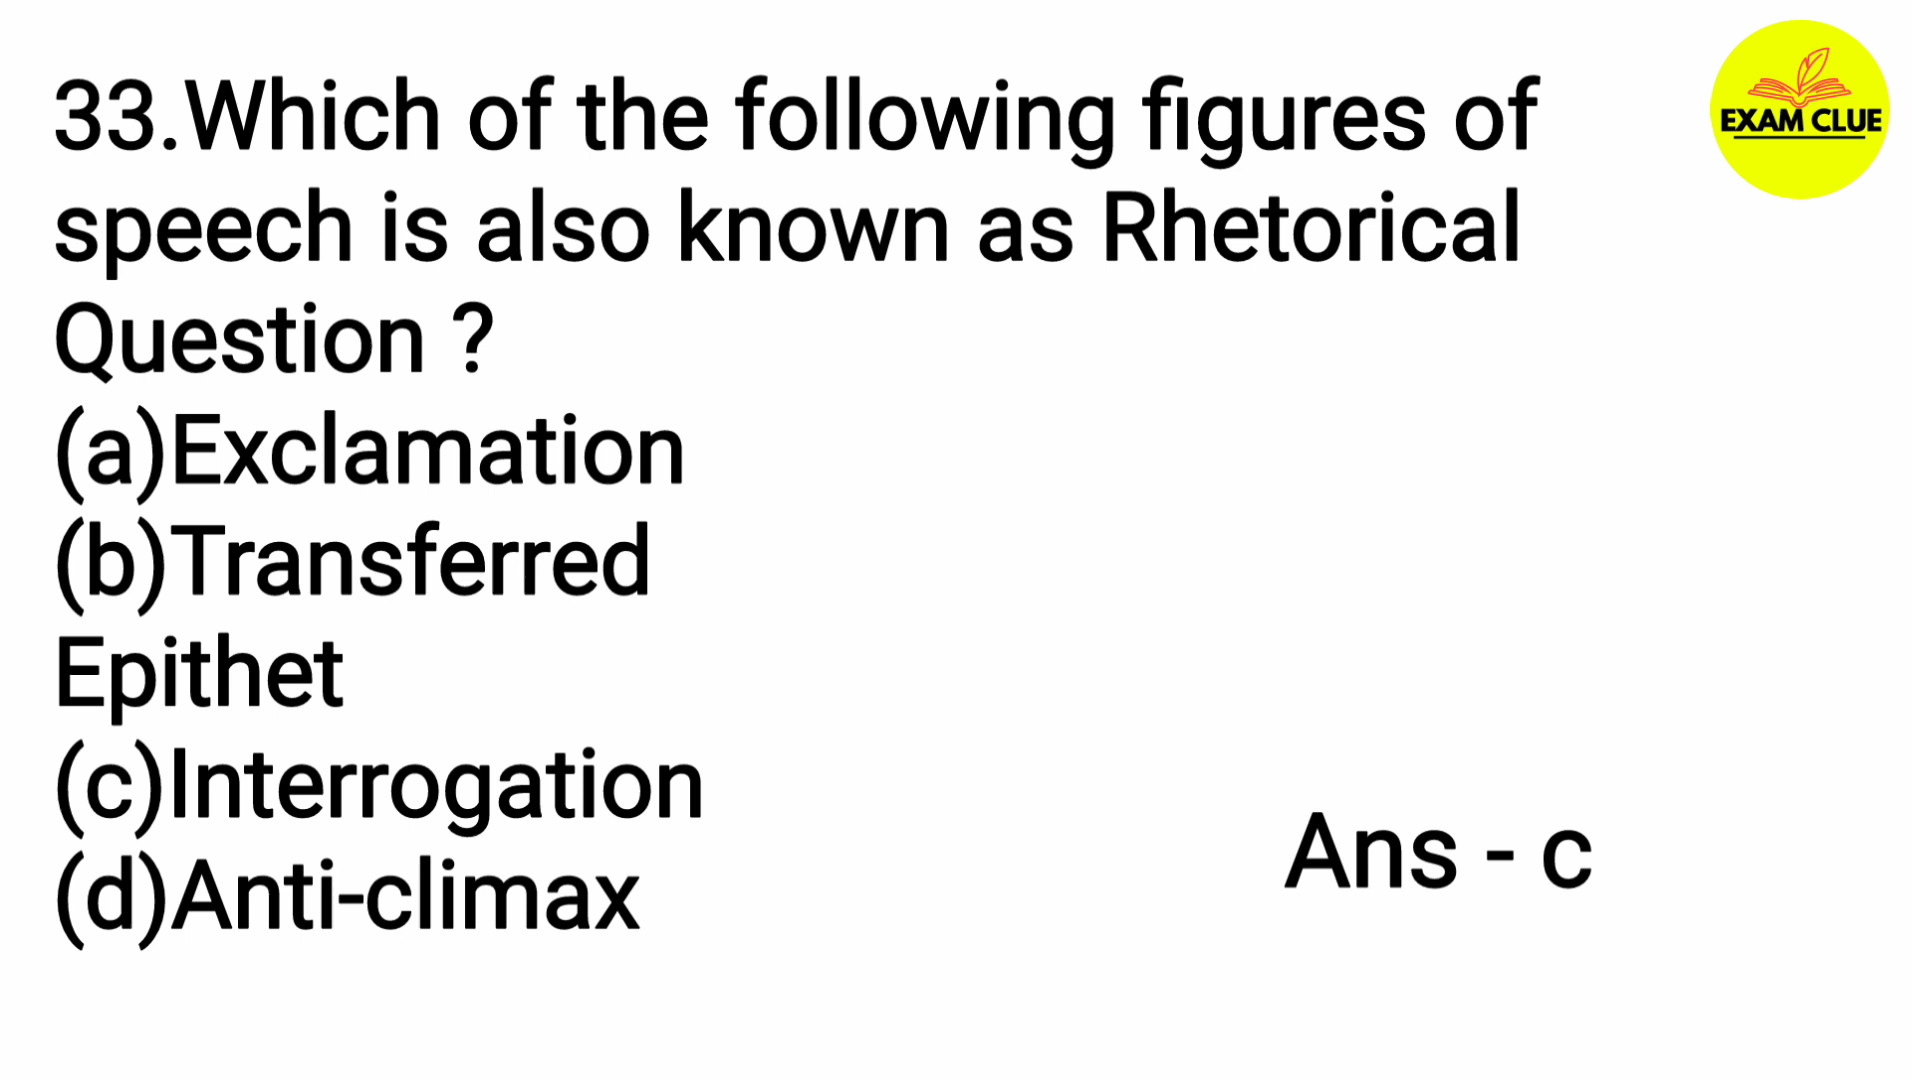 33.Which of the following figures of
speech is also known as Rhetorical
Question ?
(a)Exclamation
(b)Transferred
Epithet
(c)Interrogation
(d)Anti-climax
Ans - c
EXAM CLUE